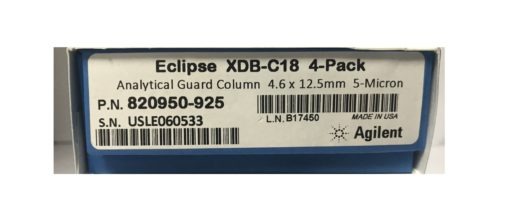 Eclipse XDB-C18 4-Pack
Analytical Guard Column 4.6 x 12.5mm 5-Micron
P.N. 820950-925
S.N. USLE060533
L.N. B17450
MADE IN USA
Agilent